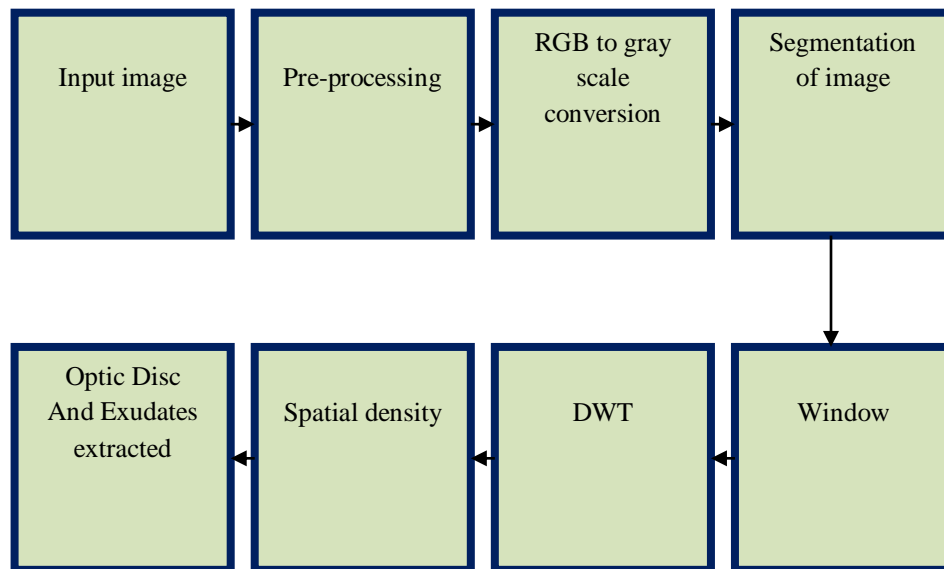 Input image
Pre-processing
RGB to gray
scale
conversion
Segmentation
of image
Optic Disc
And Exudates
extracted
Spatial density
DWT
Window